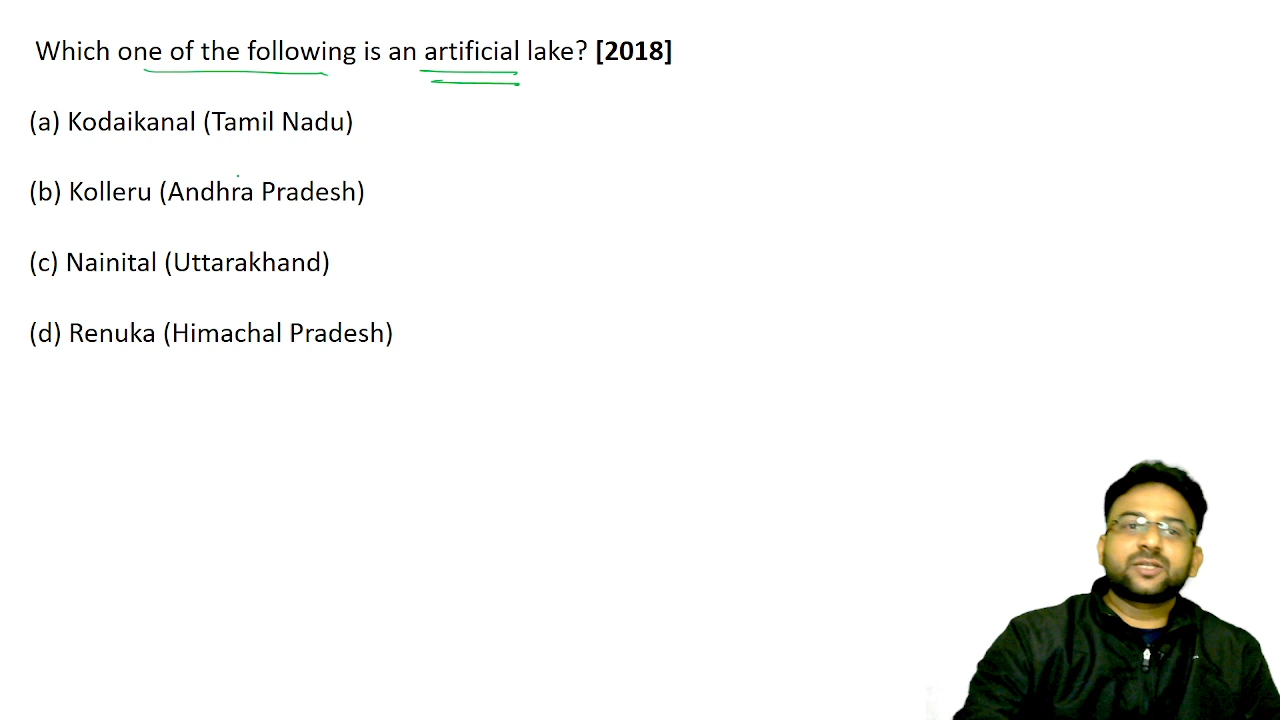 Which one of the following is an artificial lake? [2018]
(a) Kodaikanal (Tamil Nadu)
(b) Kolleru (Andhra Pradesh)
(c) Nainital (Uttarakhand)
(d) Renuka (Himachal Pradesh)